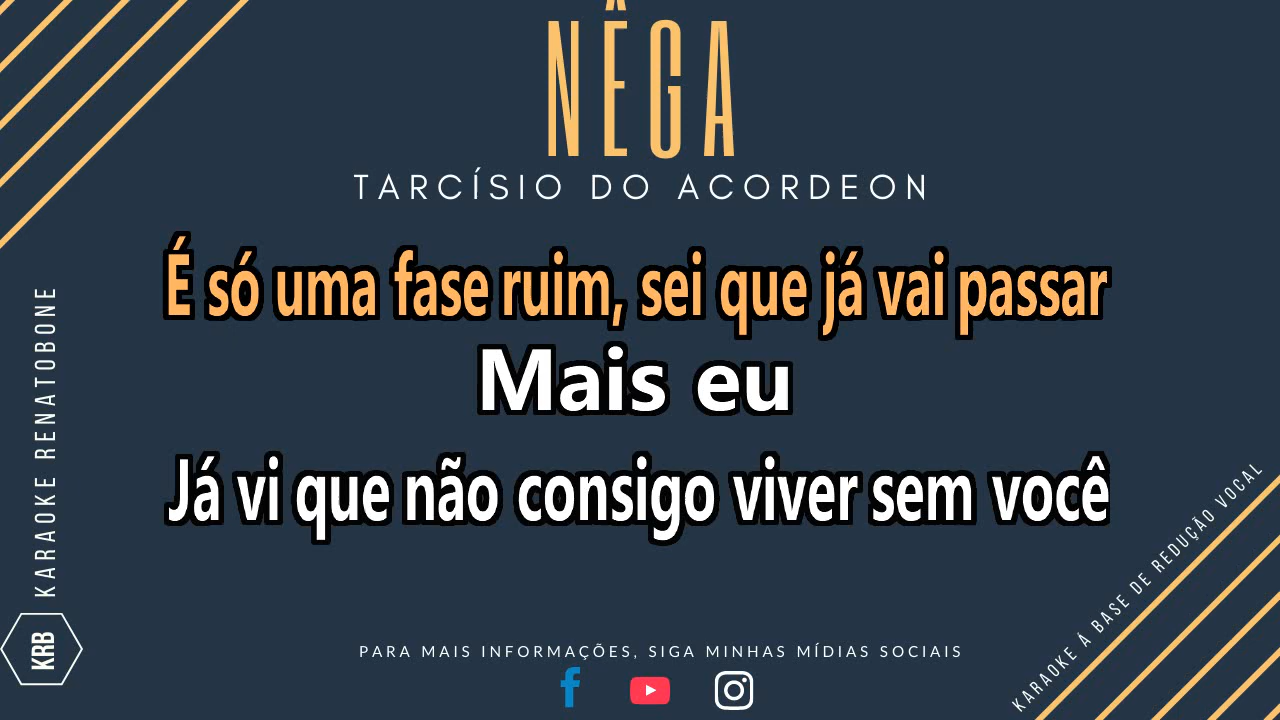 NÊGA
TARCÍSIO DO ACORDEON
É só uma fase ruim, sei que já vai passar
Mais eu
Já vi que não consigo viver sem você
KARAOKE RENATOBONE
KRB
KARAOKE À BASE DE REDUÇÃO VOCAL
PARA MAIS INFORMAÇÕES, SIGA MINHAS MÍDIAS SOCIAIS